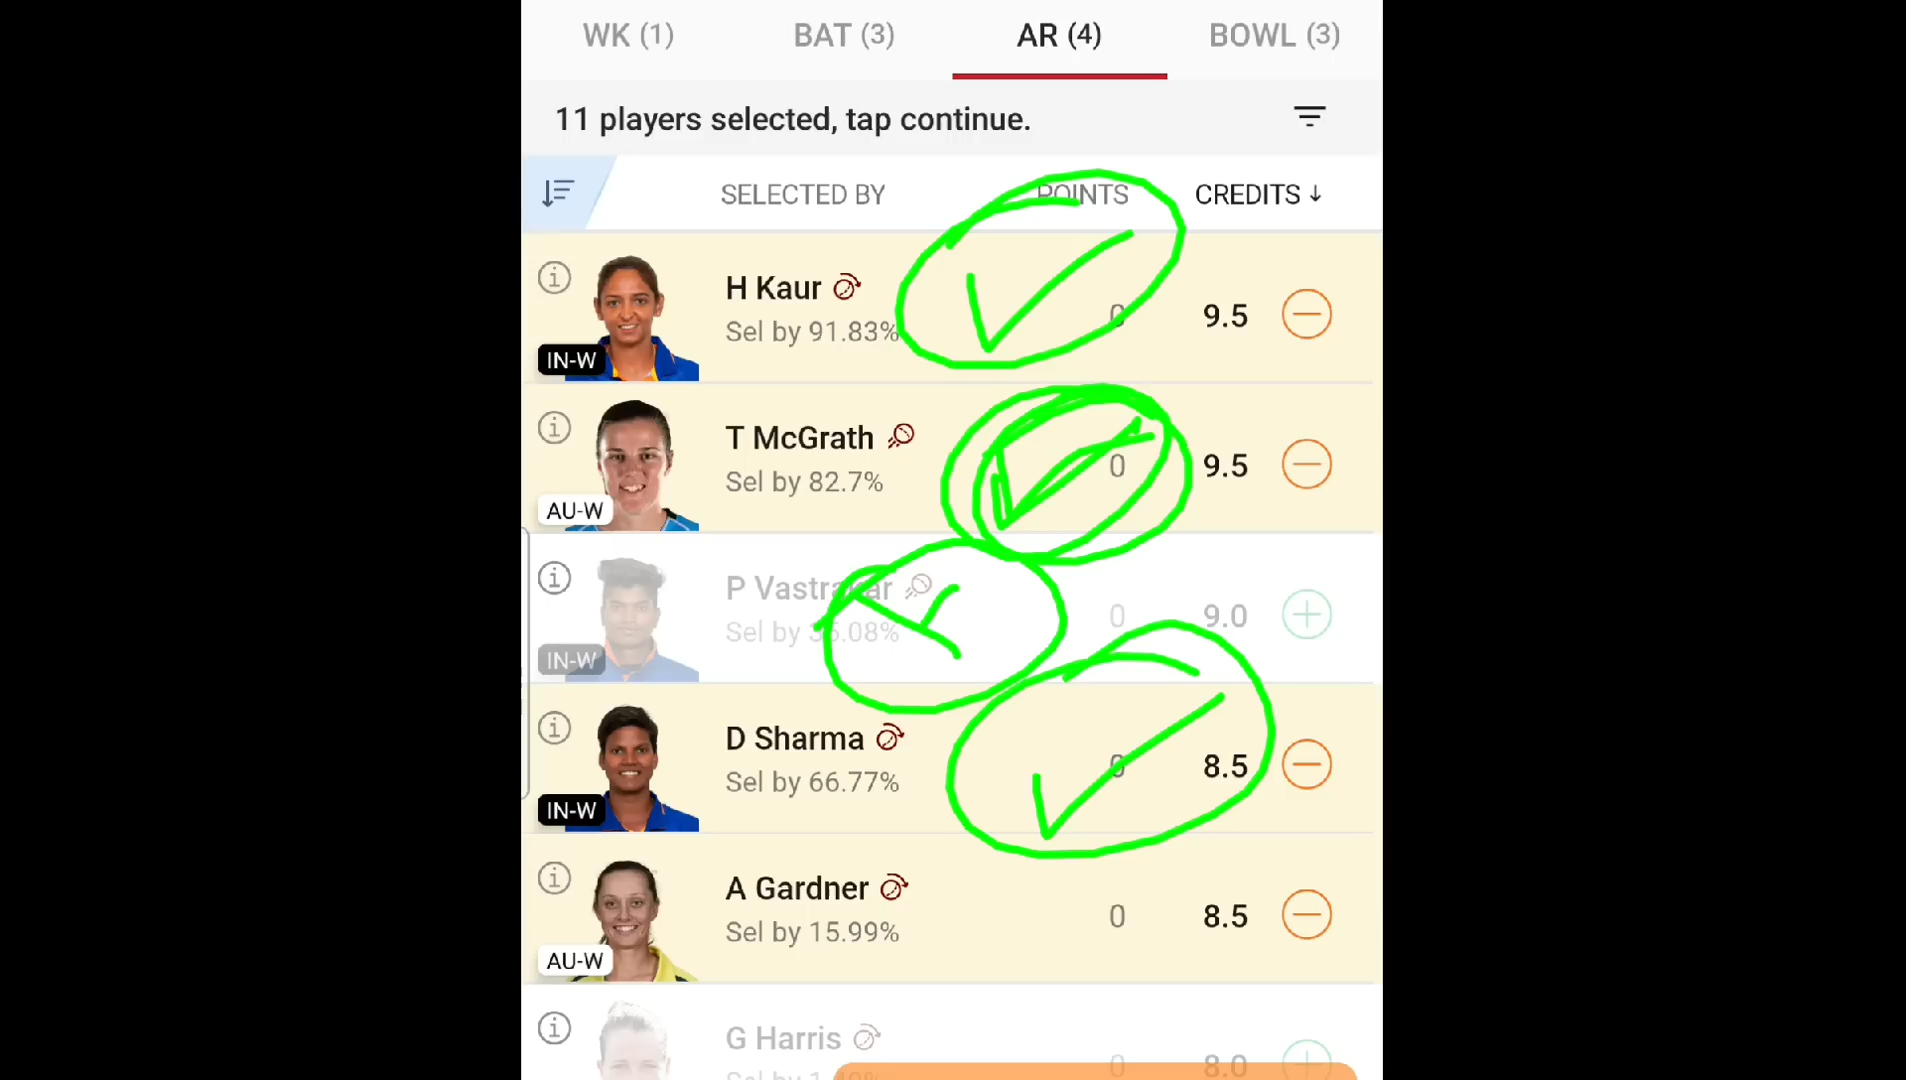 WK (1) BAT (3) AR (4) BOWL (3)
11 players selected, tap continue.
SELECTED BY POINTS CREDITS ↓
H Kaur
Sel by 91.83%
0 9.5
IN-W
T McGrath
Sel by 82.7%
0 9.5
AU-W
P Vastrakar
Sel by 08%
0 9.0
IN-W
D Sharma
Sel by 66.77%
0 8.5
IN-W
A Gardner
Sel by 15.99%
0 8.5
AU-W
G Harris
0 8.0
Sel by